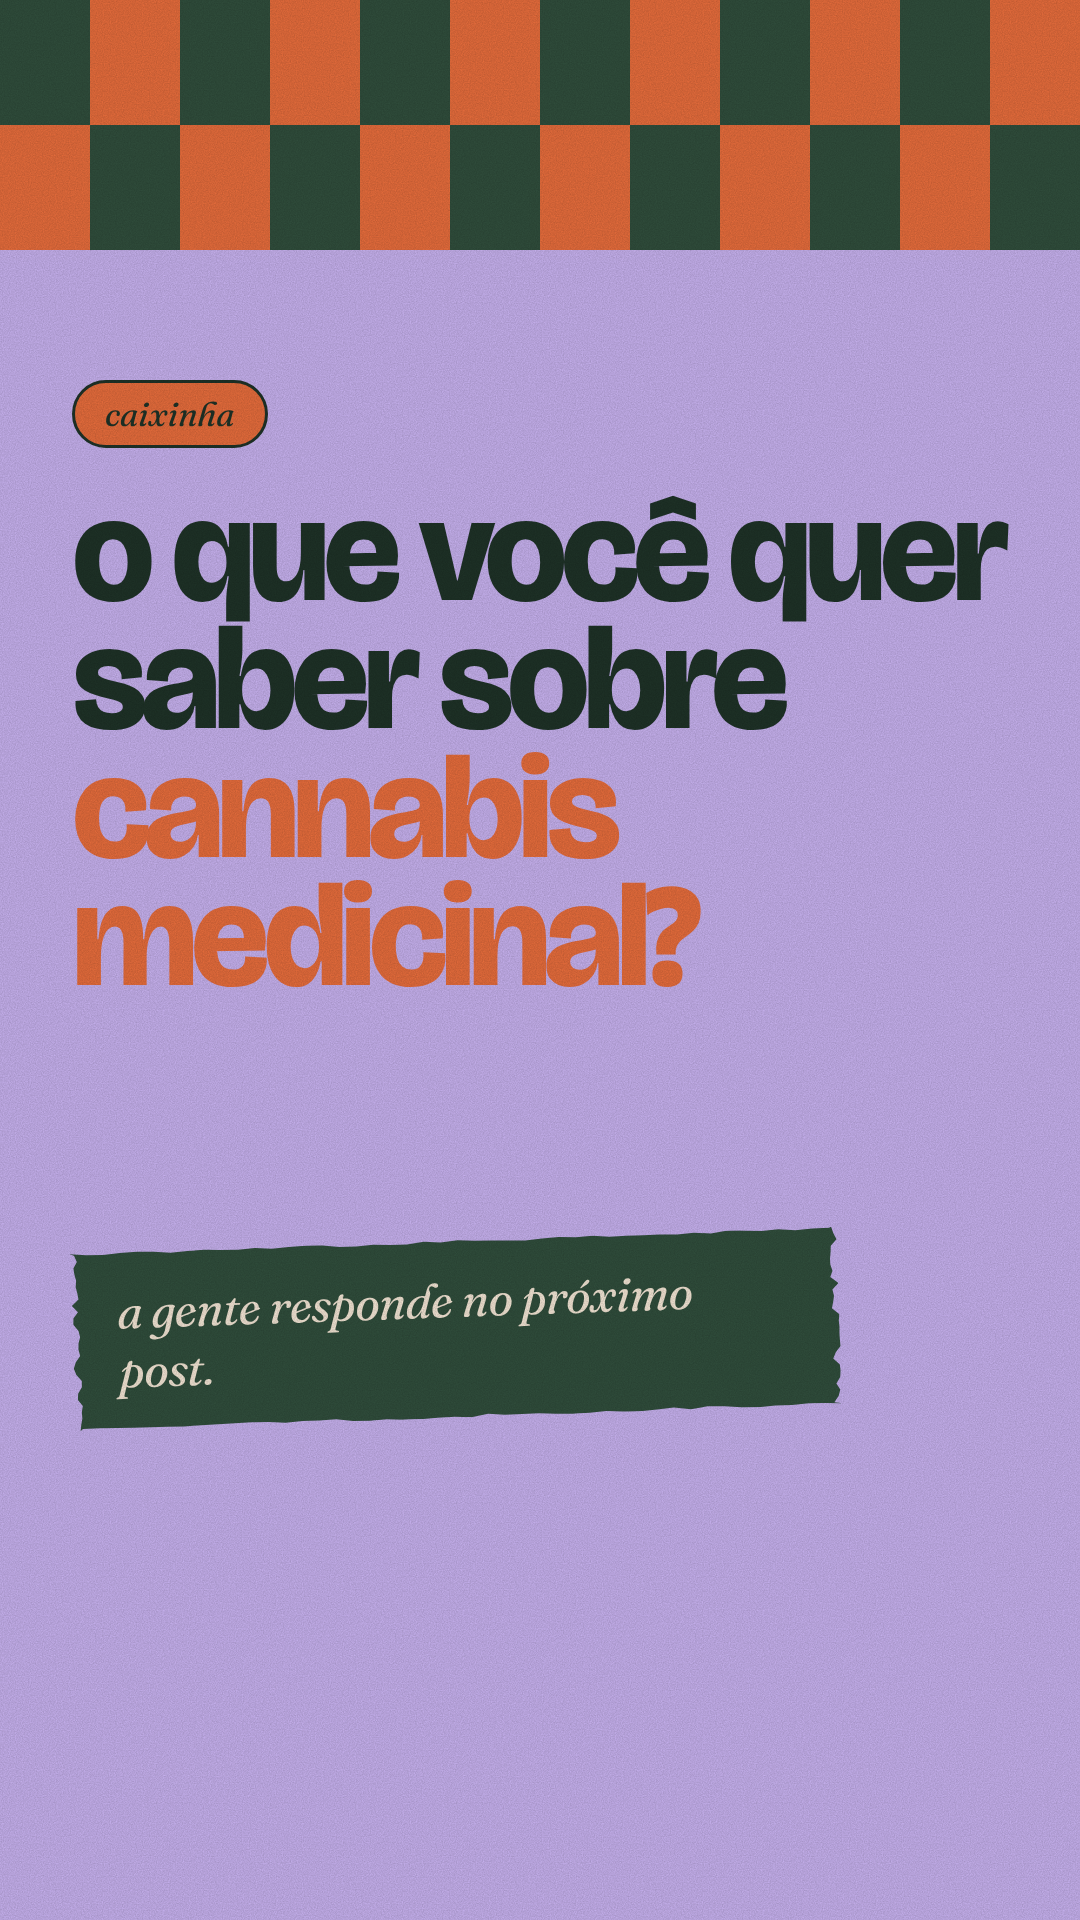 caixinha
o que você quer
saber sobre
cannabis
medicinal?
a gente responde no próximo
post.